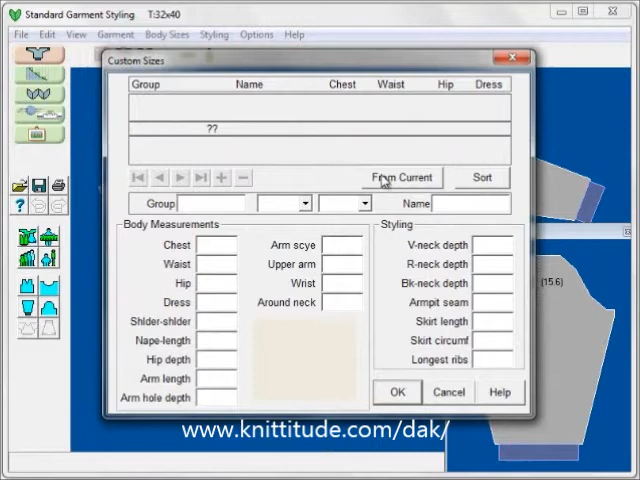 Standard Garment Styling T:32x40
File Edit View Garment Body Sizes Styling Options Help
Custom Sizes
Group Name Chest Waist Hip Dress
??
From Current Sort
Group Name
Body Measurements Styling
Chest Arm scye V-neck depth
Waist Upper arm R-neck depth
Hip Wrist Bk-neck depth
Dress Around neck Armpit seam
Shlder-shlder Skirt length
Nape-length Skirt circumf
Hip depth Longest ribs
Arm length
Arm hole depth
OK Cancel Help
(15.6)
www.knittitude.com/dak/